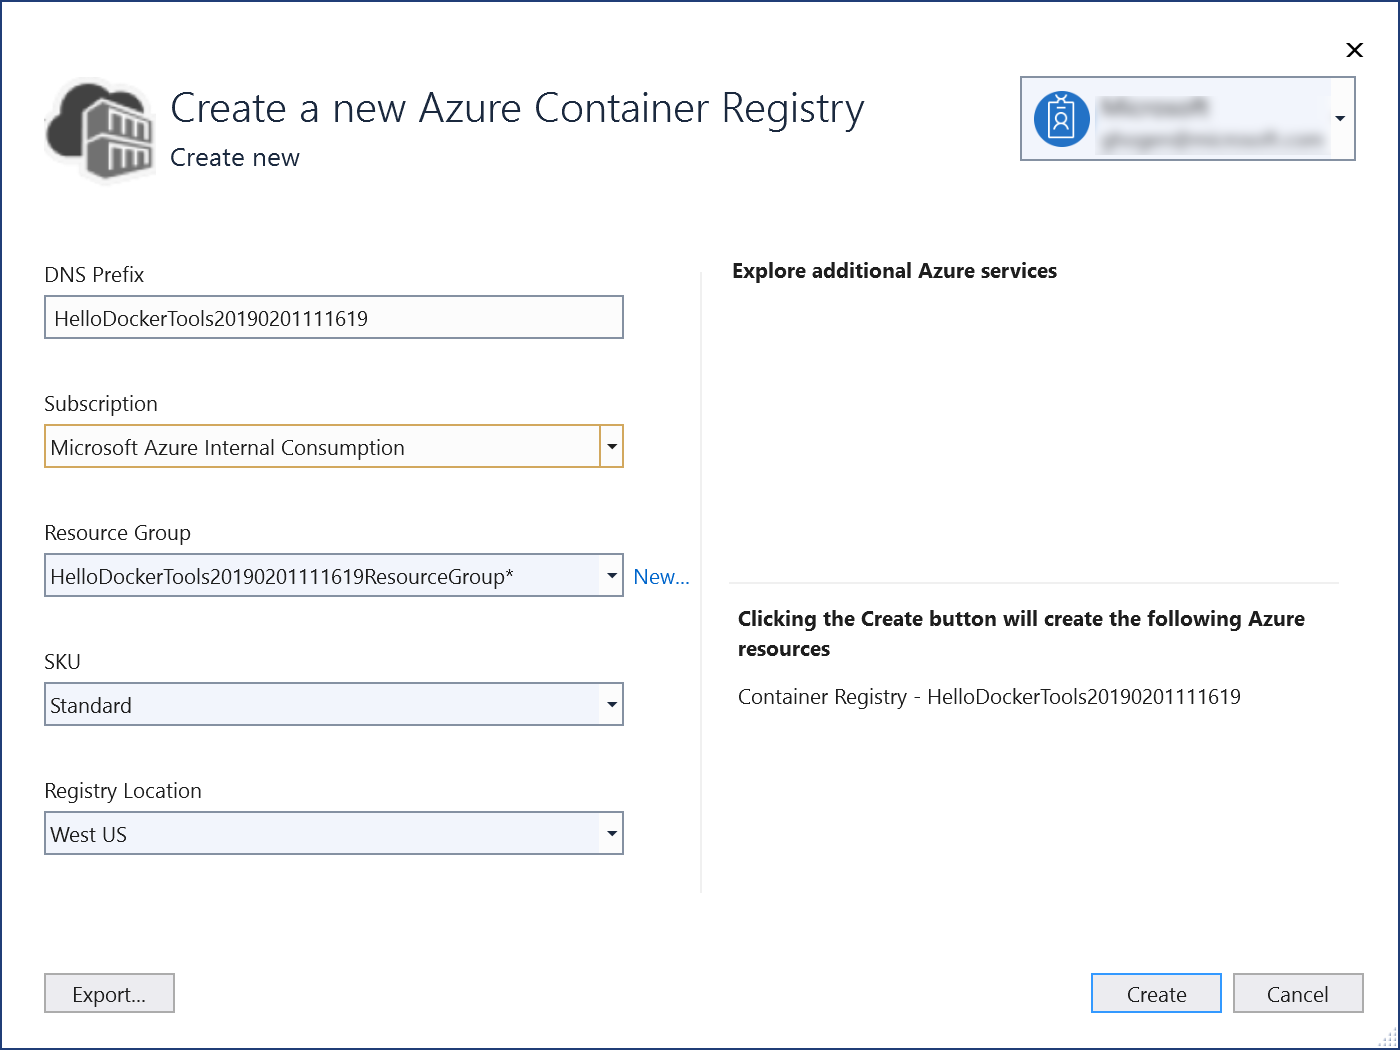 Create a new Azure Container Registry
Create new
DNS Prefix
HelloDockerTools20190201111619
Subscription
Microsoft Azure Internal Consumption
Resource Group
HelloDockerTools20190201111619ResourceGroup*
New...
SKU
Standard
Registry Location
West US
Explore additional Azure services
Clicking the Create button will create the following Azure
resources
Container Registry - HelloDockerTools20190201111619
Export...
Create
Cancel